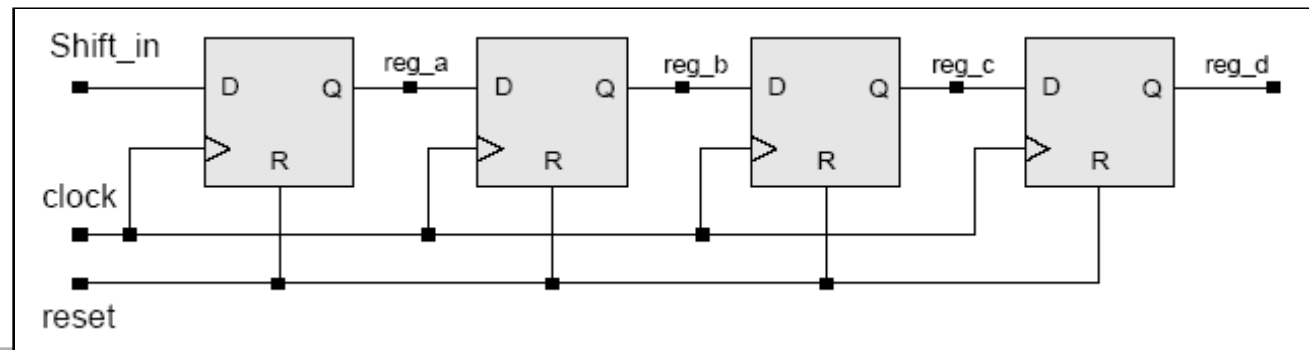 Shift_in
reg_a reg_b reg_c reg_d
D Q D Q D Q D Q
R R R R
clock
reset